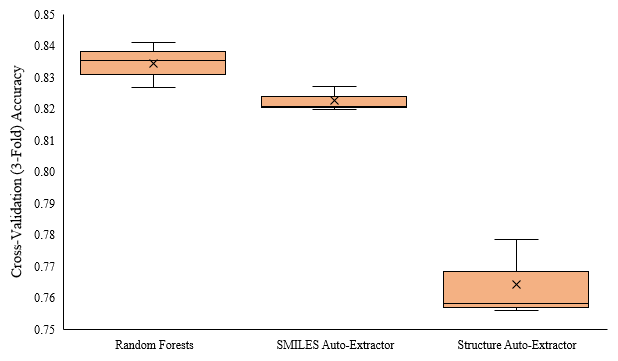 Cross-Validation (3-Fold) Accuracy
0.85
0.84
0.83
0.82
0.81
0.80
0.79
0.78
0.77
0.76
0.75
Random Forests
SMILES Auto-Extractor
Structure Auto-Extractor